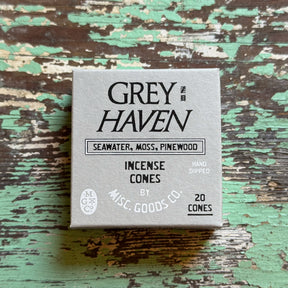 GREY
HAVEN
SEAWATER, MOSS, PINEWOOD
INCENSE
CONES
HAND
DIPPED
BY
MISC. GOODS CO.
20
CONES